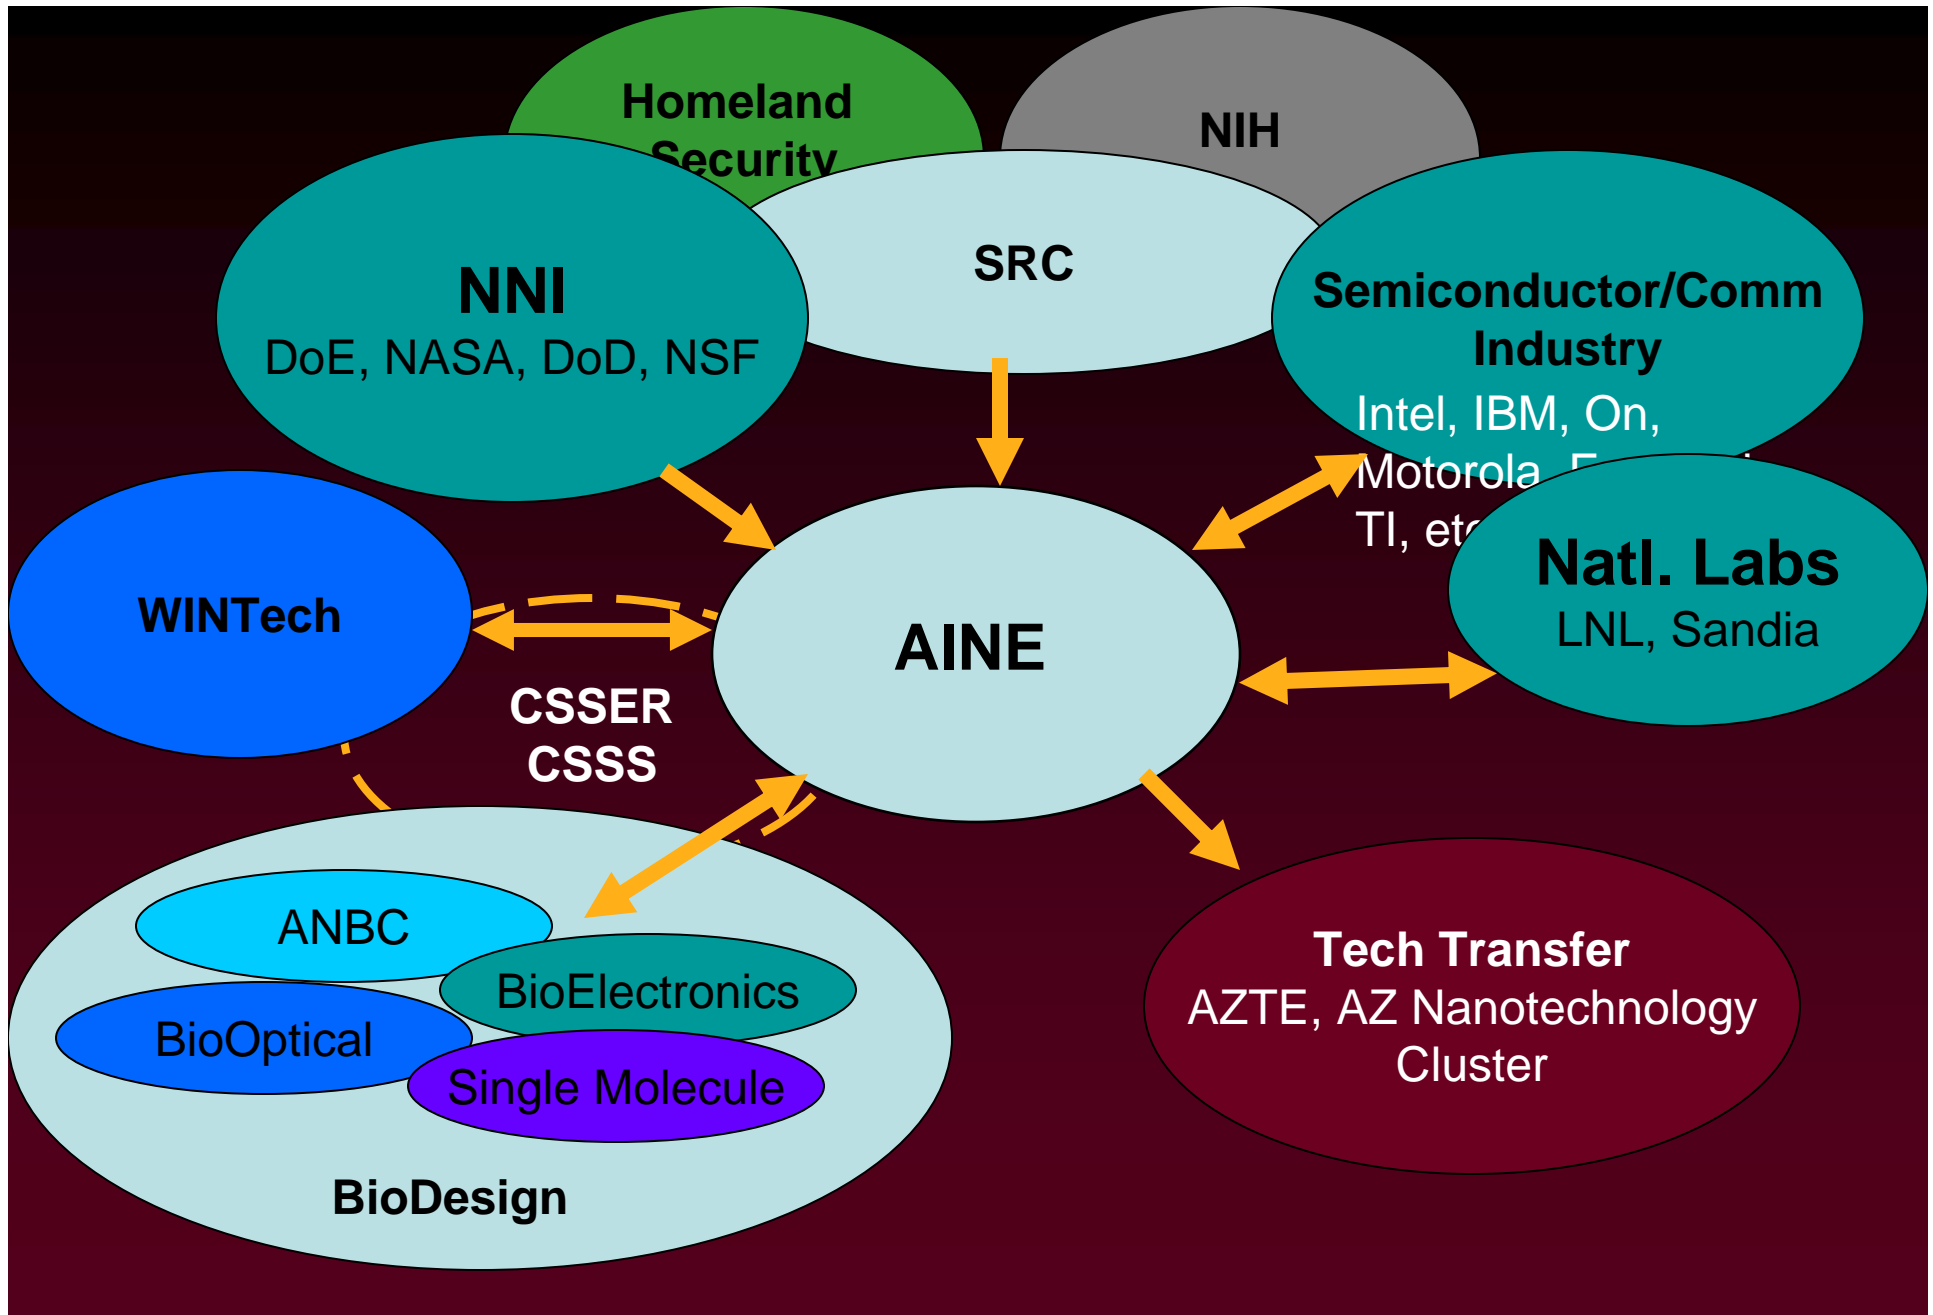 Homeland
Security
NIH
SRC
NNI
DoE, NASA, DoD, NSF
Semiconductor/Comm
Industry
Intel, IBM, On,
Motorola,
TI, etc
Natl. Labs
LNL, Sandia
WINTech
AINE
CSSER
CSSS
ANBC
BioElectronics
BioOptical
Single Molecule
BioDesign
Tech Transfer
AZTE, AZ Nanotechnology
Cluster